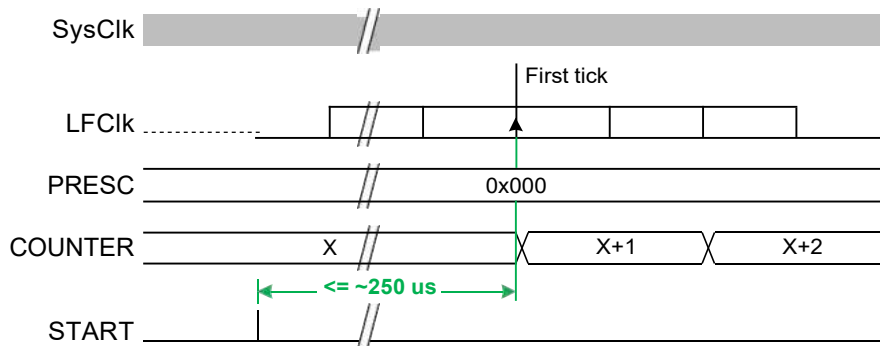 SysClk
First tick
LFClk
PRESC
0x000
COUNTER
X
X+1
X+2
<= ~250 us
START